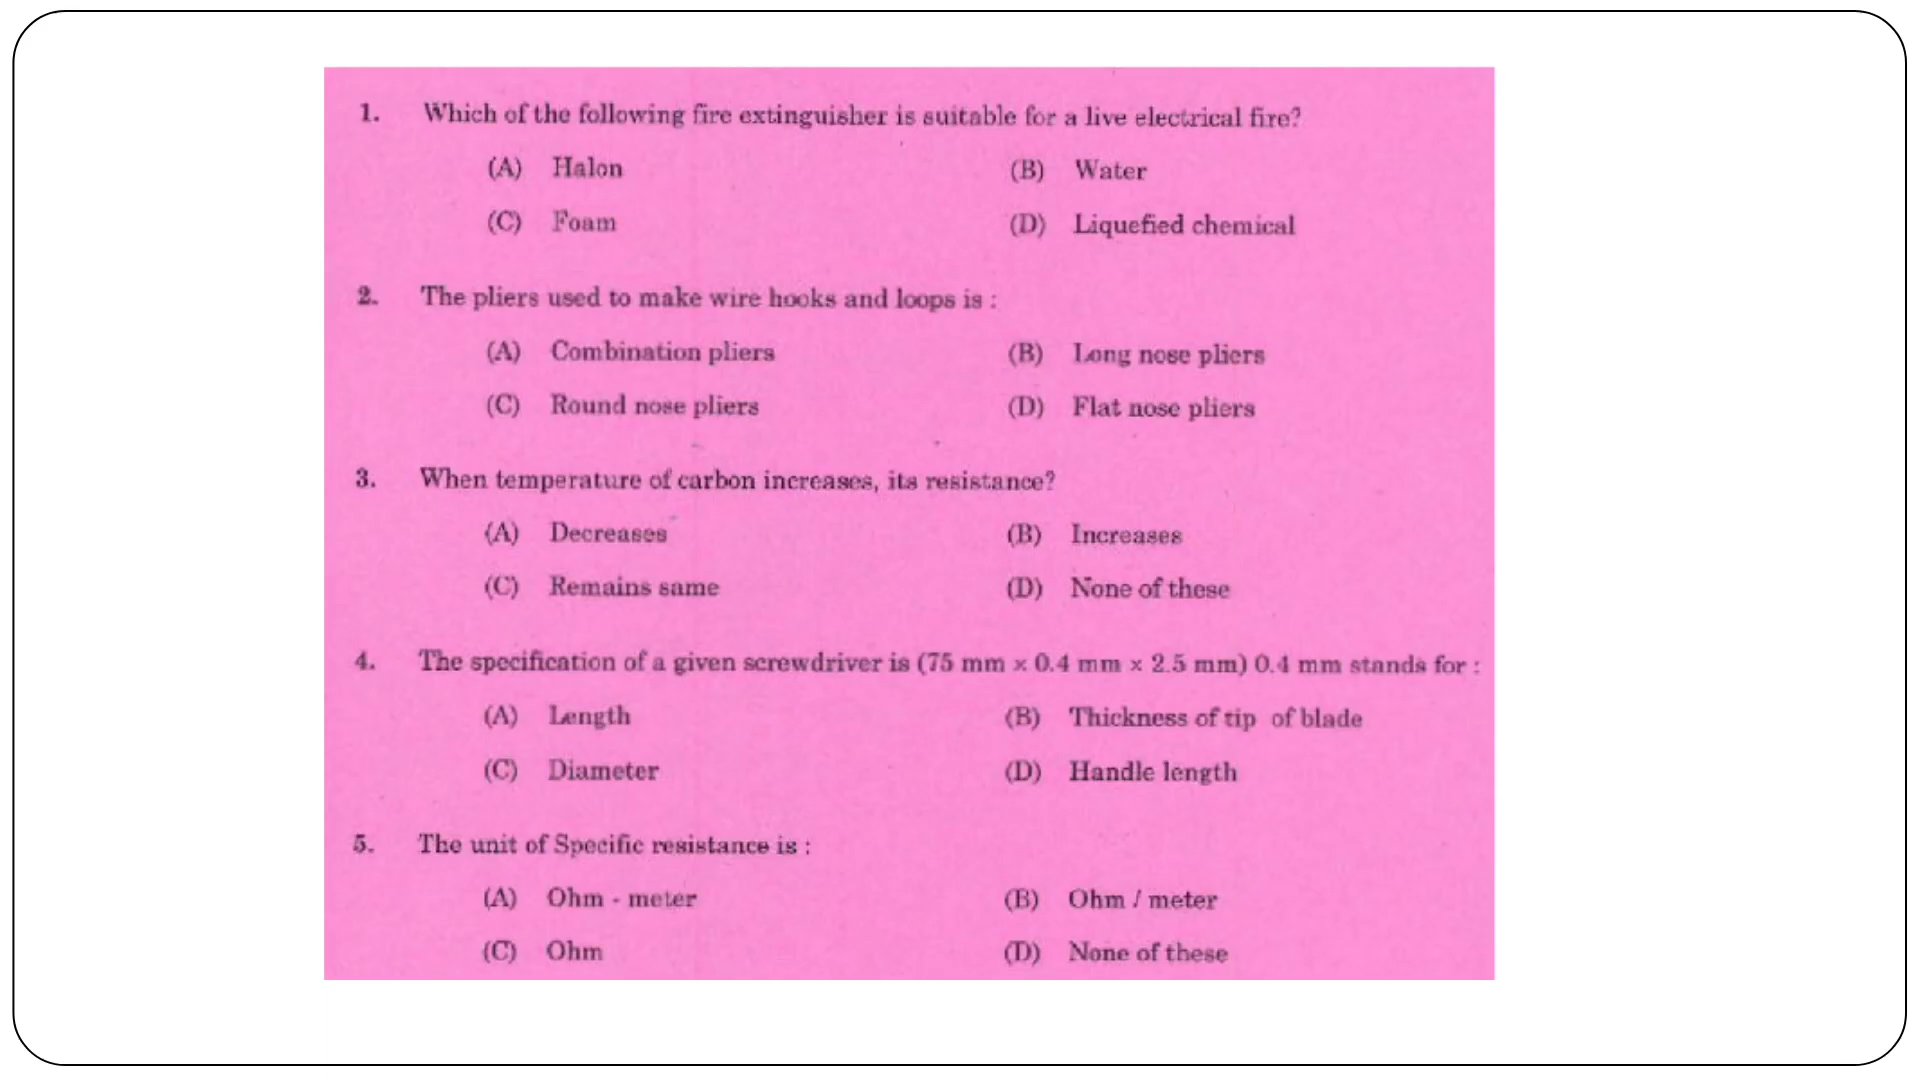 1. Which of the following fire extinguisher is suitable for a live electrical fire?
(A) Halon (B) Water
(C) Foam (D) Liquefied chemical
2. The pliers used to make wire hooks and loops is :
(A) Combination pliers (B) Long nose pliers
(C) Round nose pliers (D) Flat nose pliers
3. When temperature of carbon increases, its resistance?
(A) Decreases (B) Increases
(C) Remains same (D) None of these
4. The specification of a given screwdriver is (75 mm × 0.4 mm × 2.5 mm) 0.4 mm stands for :
(A) Length (B) Thickness of tip of blade
(C) Diameter (D) Handle length
5. The unit of Specific resistance is :
(A) Ohm - meter (B) Ohm / meter
(C) Ohm (D) None of these